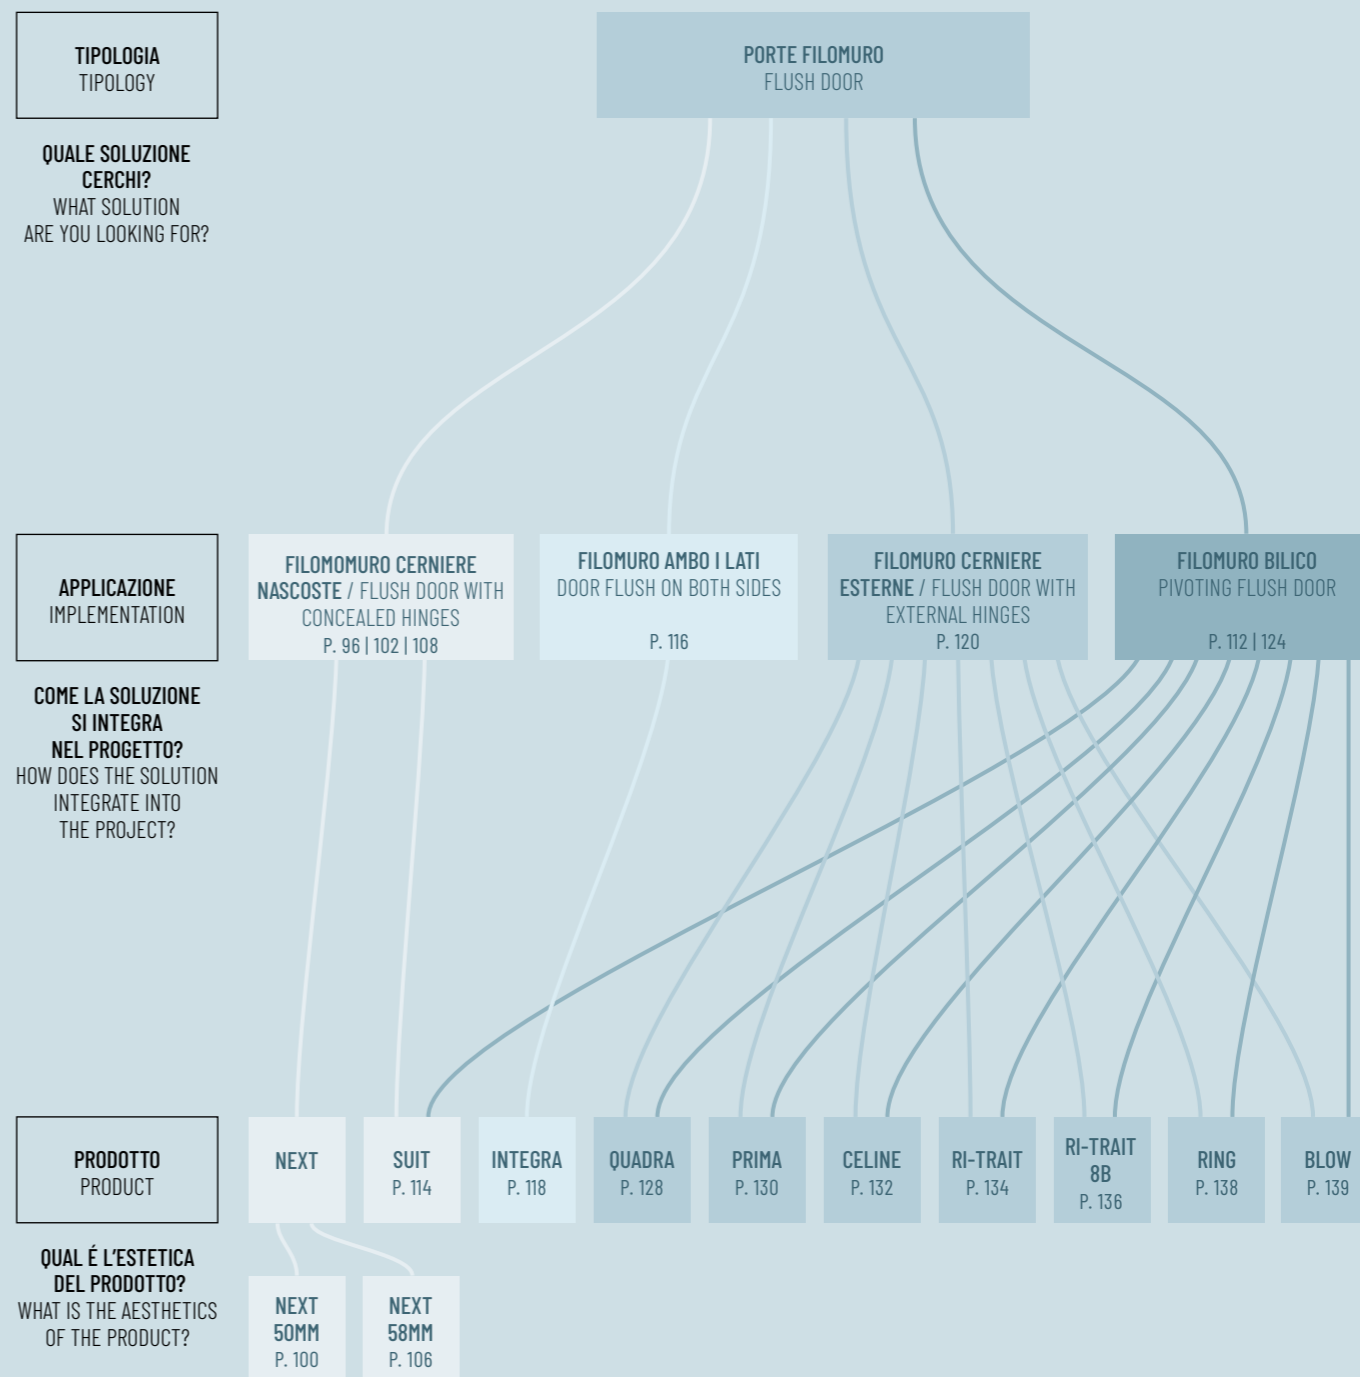 TIPOLOGIA
TIPOLOGY
PORTE FILOMURO
FLUSH DOOR
QUALE SOLUZIONE
CERCHI?
WHAT SOLUTION
ARE YOU LOOKING FOR?
APPLICAZIONE
IMPLEMENTATION
FILOMOMURO CERNIERE
NASCOSTE / FLUSH DOOR WITH
CONCEALED HINGES
P. 96 | 102 | 108
FILOMURO AMBO I LATI
DOOR FLUSH ON BOTH SIDES
P. 116
FILOMURO CERNIERE
ESTERNE / FLUSH DOOR WITH
EXTERNAL HINGES
P. 120
FILOMURO BILICO
PIVOTING FLUSH DOOR
P. 112 | 124
COME LA SOLUZIONE
SI INTEGRA
NEL PROGETTO?
HOW DOES THE SOLUTION
INTEGRATE INTO
THE PROJECT?
PRODOTTO
PRODUCT
NEXT
SUIT
P. 114
INTEGRA
P. 118
QUADRA
P. 128
PRIMA
P. 130
CELINE
P. 132
RI-TRAIT
P. 134
RI-TRAIT
8B
P. 136
RING
P. 138
BLOW
P. 139
QUAL É L'ESTETICA
DEL PRODOTTO?
WHAT IS THE AESTHETICS
OF THE PRODUCT?
NEXT
50MM
P. 100
NEXT
58MM
P. 106